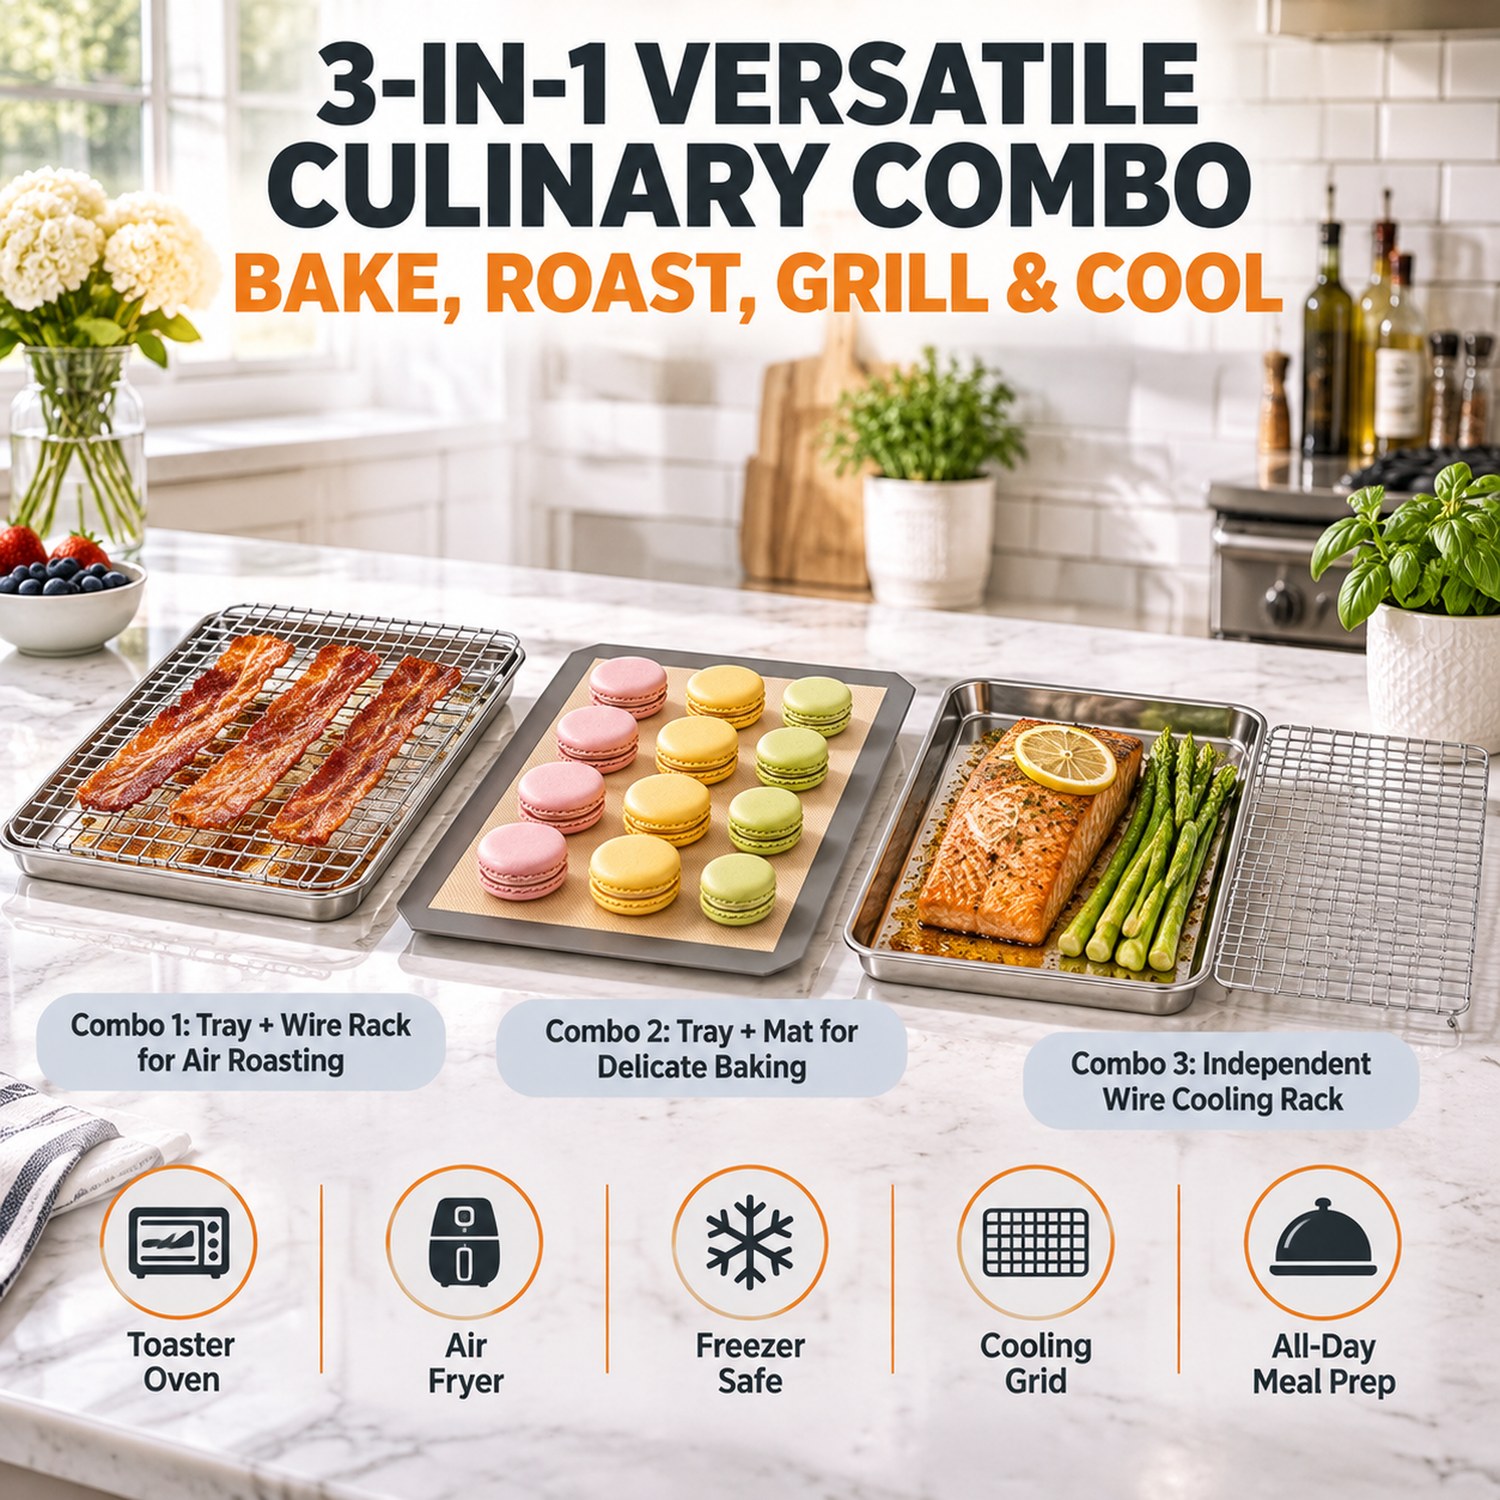 3-IN-1 VERSATILE
CULINARY COMBO
BAKE, ROAST, GRILL & COOL
Combo 1: Tray + Wire Rack
for Air Roasting
Combo 2: Tray + Mat for
Delicate Baking
Combo 3: Independent
Wire Cooling Rack
Toaster
Oven
Air
Fryer
Freezer
Safe
Cooling
Grid
All-Day
Meal Prep